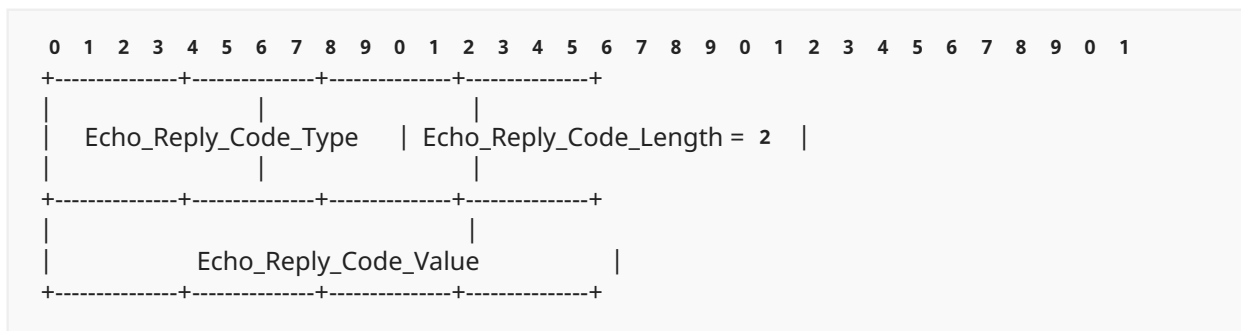 0 1 2 3 4 5 6 7 8 9 0 1 2 3 4 5 6 7 8 9 0 1 2 3 4 5 6 7 8 9 0 1
+---------------+---------------+---------------+---------------+
| | |
| Echo_Reply_Code_Type | Echo_Reply_Code_Length = 2 |
| | |
+---------------+---------------+---------------+---------------+
| |
| Echo_Reply_Code_Value |
+---------------+---------------+---------------+---------------+